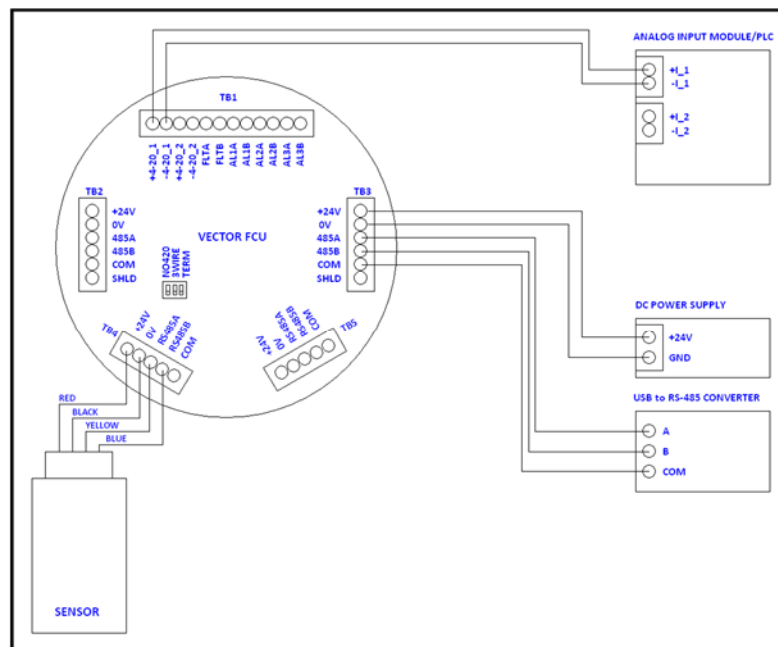 ANALOG INPUT MODULE/PLC
+I_1
-I_1
+I_2
-I_2
TB1
+4-20_1
-4-20_1
+4-20_2
-4-20_2
FLTA
FLTB
AL1A
AL1B
AL2A
AL2B
AL3A
AL3B
TB2
+24V
0V
485A
485B
COM
SHLD
VECTOR FCU
TB3
+24V
0V
485A
485B
COM
SHLD
NO420
3WIRE
TERM
TB4
+24V
0V
RS485A
RS485B
COM
TB5
+24V
0V
RS485A
RS485B
COM
DC POWER SUPPLY
+24V
GND
USB to RS-485 CONVERTER
A
B
COM
RED
BLACK
YELLOW
BLUE
SENSOR